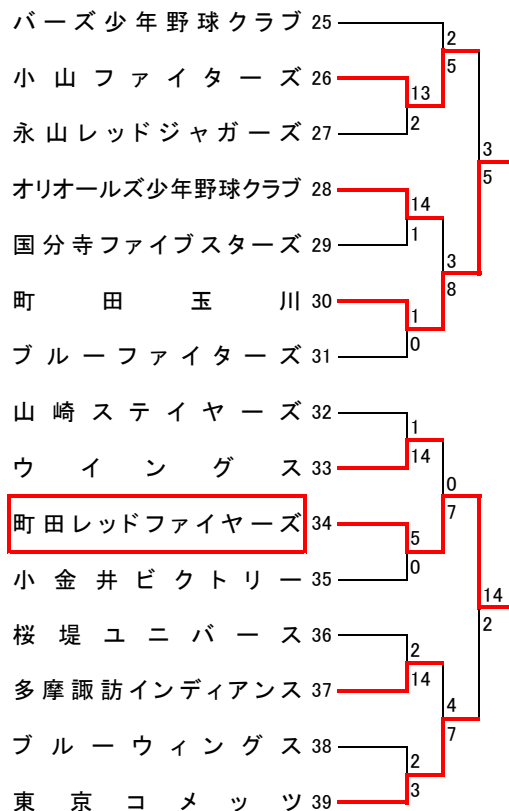 バーズ少年野球クラブ 25
2
小山ファイターズ 26
5
13
永山レッドジャガーズ 27
2
3
オリオールズ少年野球クラブ 28
5
14
国分寺ファイブスターズ 29
1
3
町田玉川 30
8
1
ブルーファイターズ 31
0
山崎ステイヤーズ 32
1
ウイングス 33
14
0
町田レッドファイヤーズ 34
7
5
小金井ビクトリー 35
0
14
桜堤ユニバース 36
2
2
多摩諏訪インディアンス 37
14
4
ブルーウィングス 38
7
2
東京コメッツ 39
3